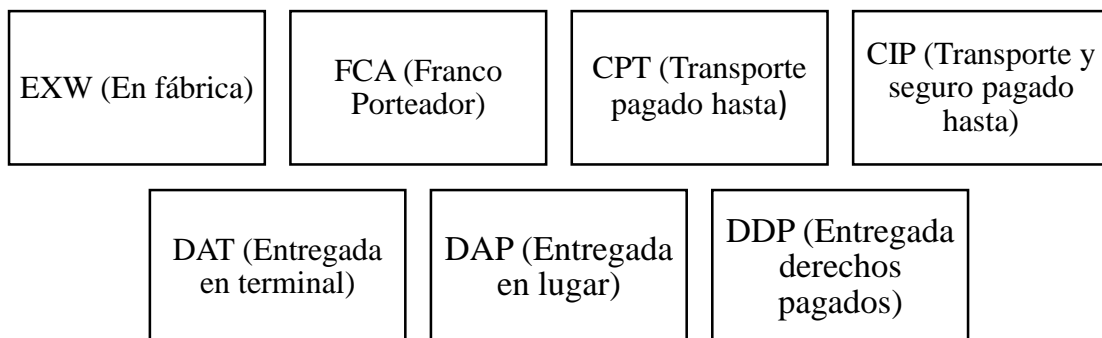 EXW (En fábrica)
FCA (Franco
Porteador)
CPT (Transporte
pagado hasta)
CIP (Transporte y
seguro pagado
hasta)
DAT (Entregada
en terminal)
DAP (Entregada
en lugar)
DDP (Entregada
derechos
pagados)